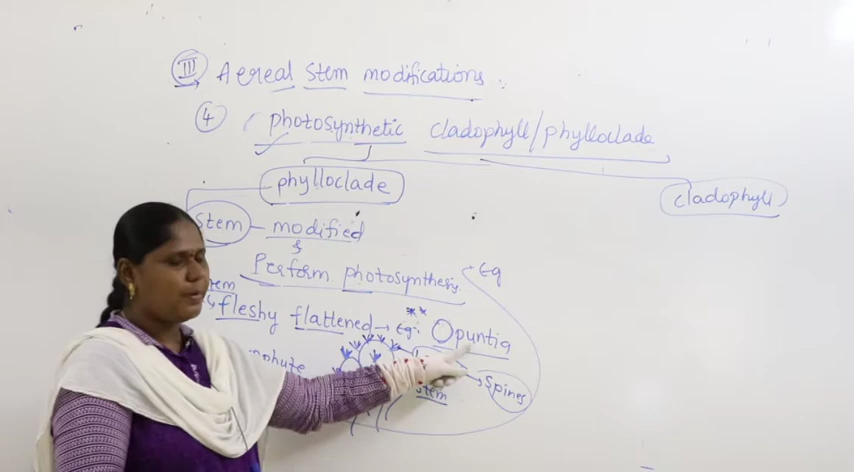 III Aereal Stem modifications
4 photosynthetic cladophyll/phylloclade
phylloclade
cladophyll
Stem - modified
&
Perform photosynthesis
Eg
fleshy flattened → eg: Opuntia
Spines
stem